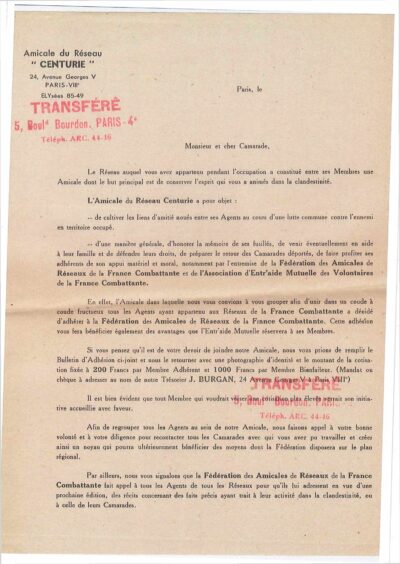 Amicale du Réseau
" CENTURIE "
24, Avenue Georges V
PARIS-VIIIe
ELYsées 85-49
TRANSFÉRÉ
5, Boul^d Bourdon, PARIS-4^e
Téléph. ARC. 44-16
Paris, le
Monsieur et cher Camarade,
Le Réseau auquel vous avez appartenu pendant l'occupation a constitué entre ses Membres une
Amicale dont le but principal est de conserver l'esprit qui vous a animés dans la clandestinité.
L'Amicale du Réseau Centurie a pour objet :
-- de cultiver les liens d'amitié noués entre ses Agents au cours d'une lutte commune contre l'ennemi
en territoire occupé.
-- d'une manière générale, d'honorer la mémoire de ses fusillés, de venir éventuellement en aide
à leur famille et de défendre leurs droits, de préparer le retour des Camarades déportés, de faire profiter ses
adhérents de son appui matériel et moral, notamment par l'entremise de la Fédération des Amicales de
Réseaux de la France Combattante et de l'Association d'Entr'aide Mutuelle des Volontaires
de la France Combattante.
En effet, l'Amicale dans laquelle nous vous convions à vous grouper afin d'unir dans un coude à
coude fructueux tous les Agents ayant appartenu aux Réseaux de la France Combattante a décidé
d'adhérer à la Fédération des Amicales de Réseaux de la France Combattante. Cette adhésion
vous fera bénéficier également des avantages que l'Entr'aide Mutuelle réservera à ses Membres.
Si vous pensez qu'il est de votre devoir de joindre notre Amicale, nous vous prions de remplir le
Bulletin d'Adhésion ci-joint et de nous le retourner avec une photographie d'identité et le montant de la coti-
sation fixée à 200 Francs par Membre Adhérent et 1000 Francs par Membre Bienfaiteur. (Mandat ou
chèque à adresser au nom de notre Trésorier J. BURGAN, 24 Avenue Georges V à Paris VIIIe)
TRANSFÉRÉ
5, Boul^d Bourdon, PARIS-
Téléph. ARC. 44-16
Il est bien évident que tout Membre qui voudrait verser une cotisation plus élevée verrait son initia-
tive accueillie avec faveur.
Afin de regrouper tous les Agents au sein de notre Amicale, nous faisons appel à votre bonne
volonté et à votre diligence pour recontacter tous les Camarades avec qui vous avez pu travailler et créer
ainsi un noyau qui pourra ultérieurement bénéficier des moyens dont la Fédération disposera sur le plan
régional.
Par ailleurs, nous vous signalons que la Fédération des Amicales de Réseaux de la France
Combattante fait appel à tous les Agents de tous les Réseaux pour qu'ils lui adressent en vue d'une
prochaine édition, des récits concernant des faits précis ayant trait à leur activité dans la clandestinité, ou
à celle de leurs Camarades.